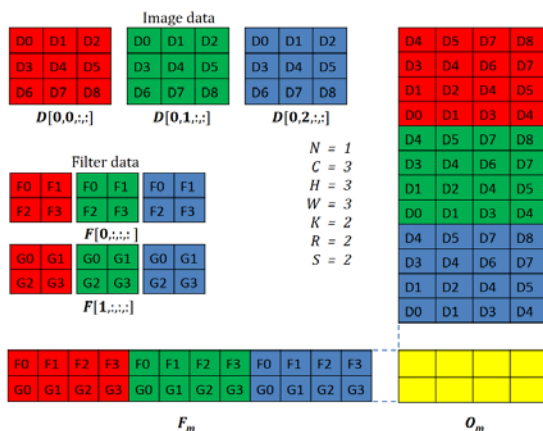 Image data
D0 D1 D2 D0 D1 D2 D0 D1 D2
D3 D4 D5 D3 D4 D5 D3 D4 D5
D6 D7 D8 D6 D7 D8 D6 D7 D8
D[0,0,:,:] D[0,1,:,:] D[0,2,:,:]
Filter data
F0 F1 F0 F1 F0 F1
F2 F3 F2 F3 F2 F3
F[0,:,:,:]
G0 G1 G0 G1 G0 G1
G2 G3 G2 G3 G2 G3
F[1,:,:,:]
N = 1
C = 3
H = 3
W = 3
K = 2
R = 2
S = 2
D4 D5 D7 D8
D3 D4 D6 D7
D1 D2 D4 D5
D0 D1 D3 D4
D4 D5 D7 D8
D3 D4 D6 D7
D1 D2 D4 D5
D0 D1 D3 D4
D4 D5 D7 D8
D3 D4 D6 D7
D1 D2 D4 D5
D0 D1 D3 D4
F0 F1 F2 F3 F0 F1 F2 F3 F0 F1 F2 F3
G0 G1 G2 G3 G0 G1 G2 G3 G0 G1 G2 G3
Fm Om